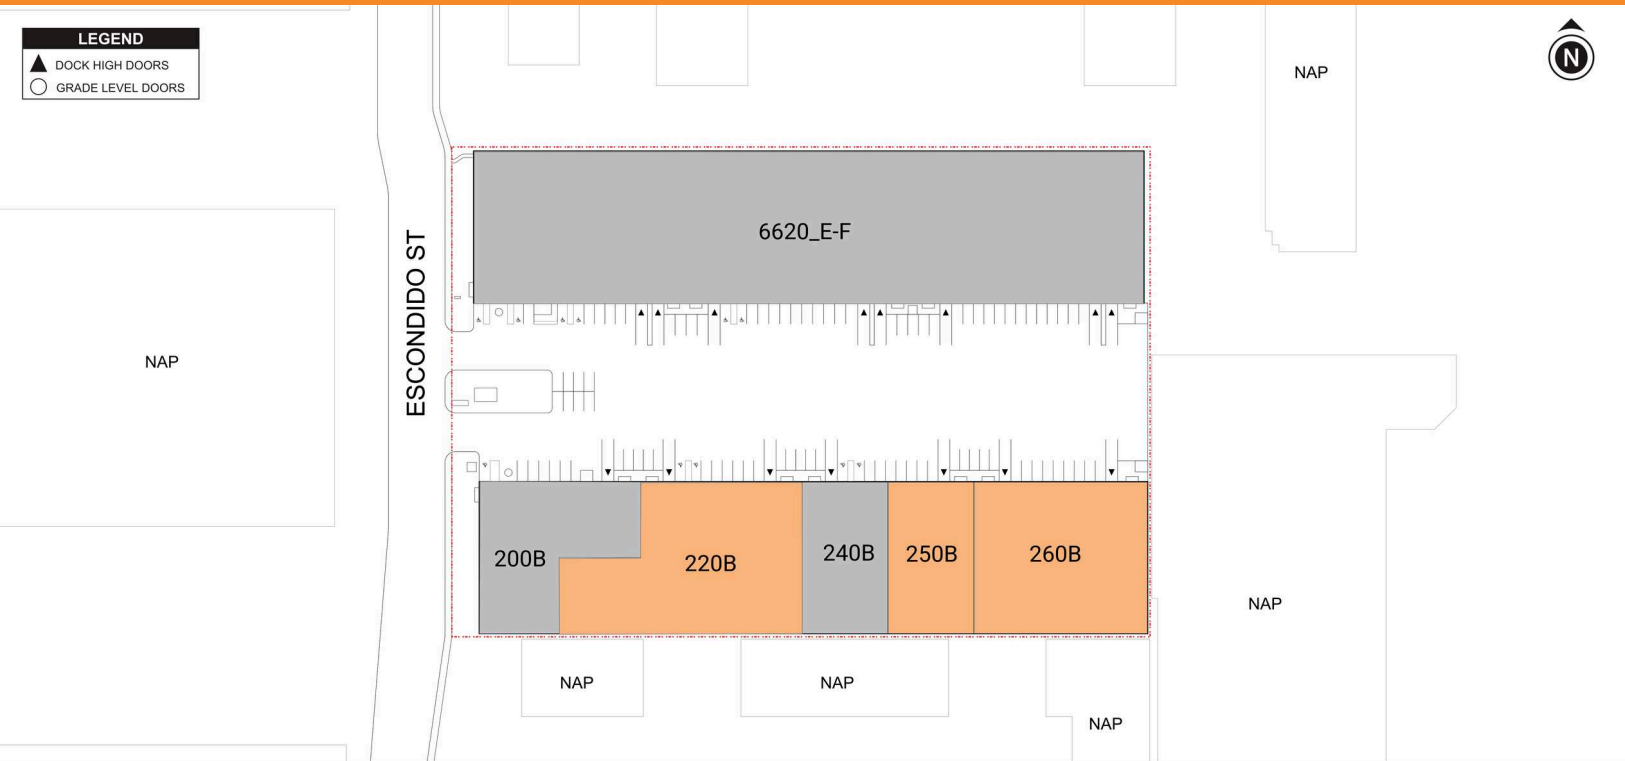 LEGEND
DOCK HIGH DOORS
GRADE LEVEL DOORS
N
NAP
6620_E-F
ESCONDIDO ST
NAP
200B
220B
240B
250B
260B
NAP
NAP
NAP
NAP